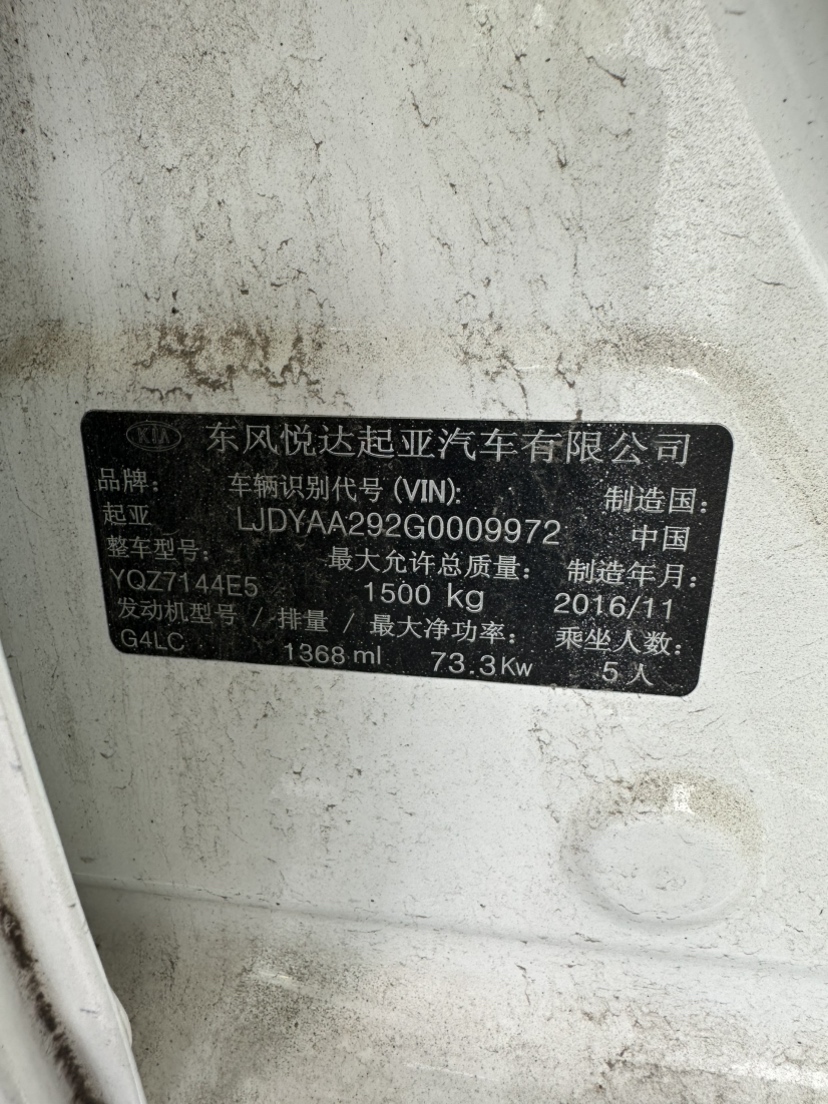 KIA 东风悦达起亚汽车有限公司
品牌： 车辆识别代号(VIN): 制造国：
起亚 LJDYAA292G0009972 中国
整车型号： 最大允许总质量： 制造年月：
YQZ7144E5 1500 kg 2016/11
发动机型号 / 排量 / 最大净功率： 乘坐人数：
G4LC 1368 ml 73.3Kw 5 人